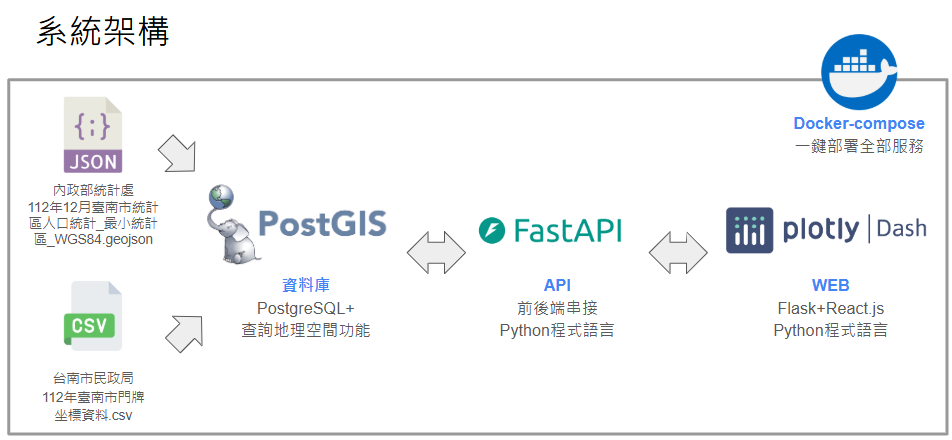 系統架構
Docker-compose
一鍵部署全部服務
{;}
JSON
內政部統計處
112年12月臺南市統計
區人口統計_最小統計
區_WGS84.geojson
PostGIS
資料庫
PostgreSQL+
查詢地理空間功能
FastAPI
API
前後端串接
Python程式語言
plotly | Dash
WEB
Flask+React.js
Python程式語言
CSV
台南市民政局
112年臺南市門牌
坐標資料.csv